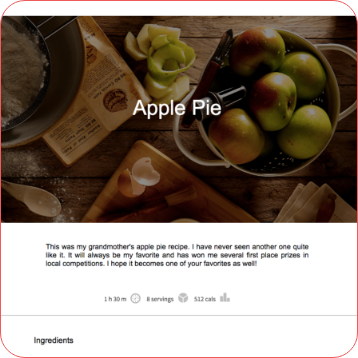 Apple Pie
This was my grandmother's apple pie recipe. I have never seen another one quite
like it. It will always be my favorite and has won me several first place prizes in
local competitions. I hope it becomes one of your favorites as well!
1 h 30 m 8 servings 512 cals
Ingredients